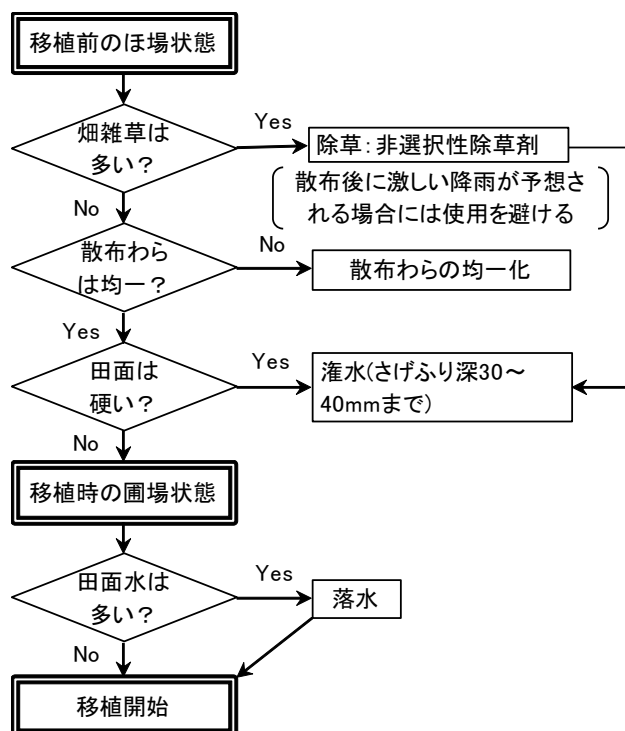 移植前のほ場状態
畑雑草は
多い?
Yes
除草:非選択性除草剤
散布後に激しい降雨が予想さ
れる場合には使用を避ける
No
散布わら
は均一?
No
散布わらの均一化
Yes
田面は
硬い?
Yes
潅水(さげふり深30～
40mmまで)
No
移植時の圃場状態
田面水は
多い?
Yes
落水
No
移植開始